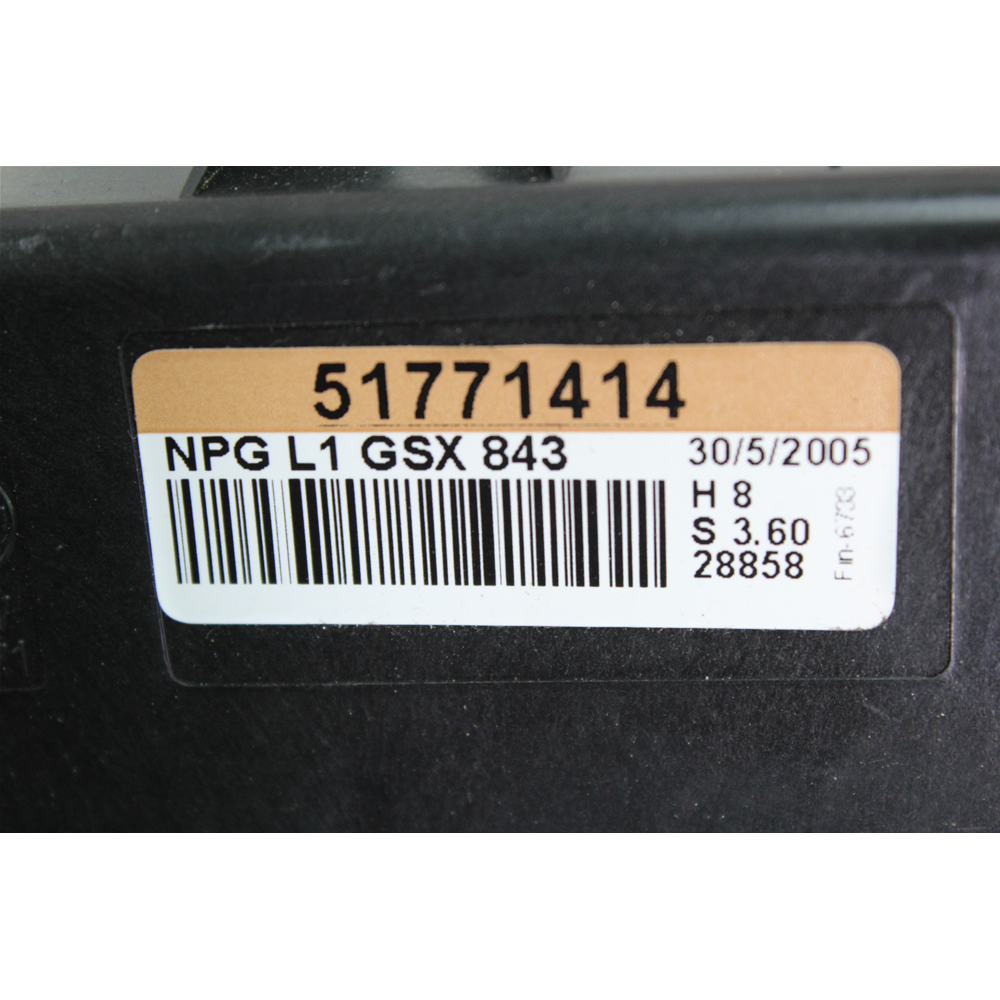 51771414
NPG L1 GSX 843
30/5/2005
H 8
S 3.60
28858
Fin-6733